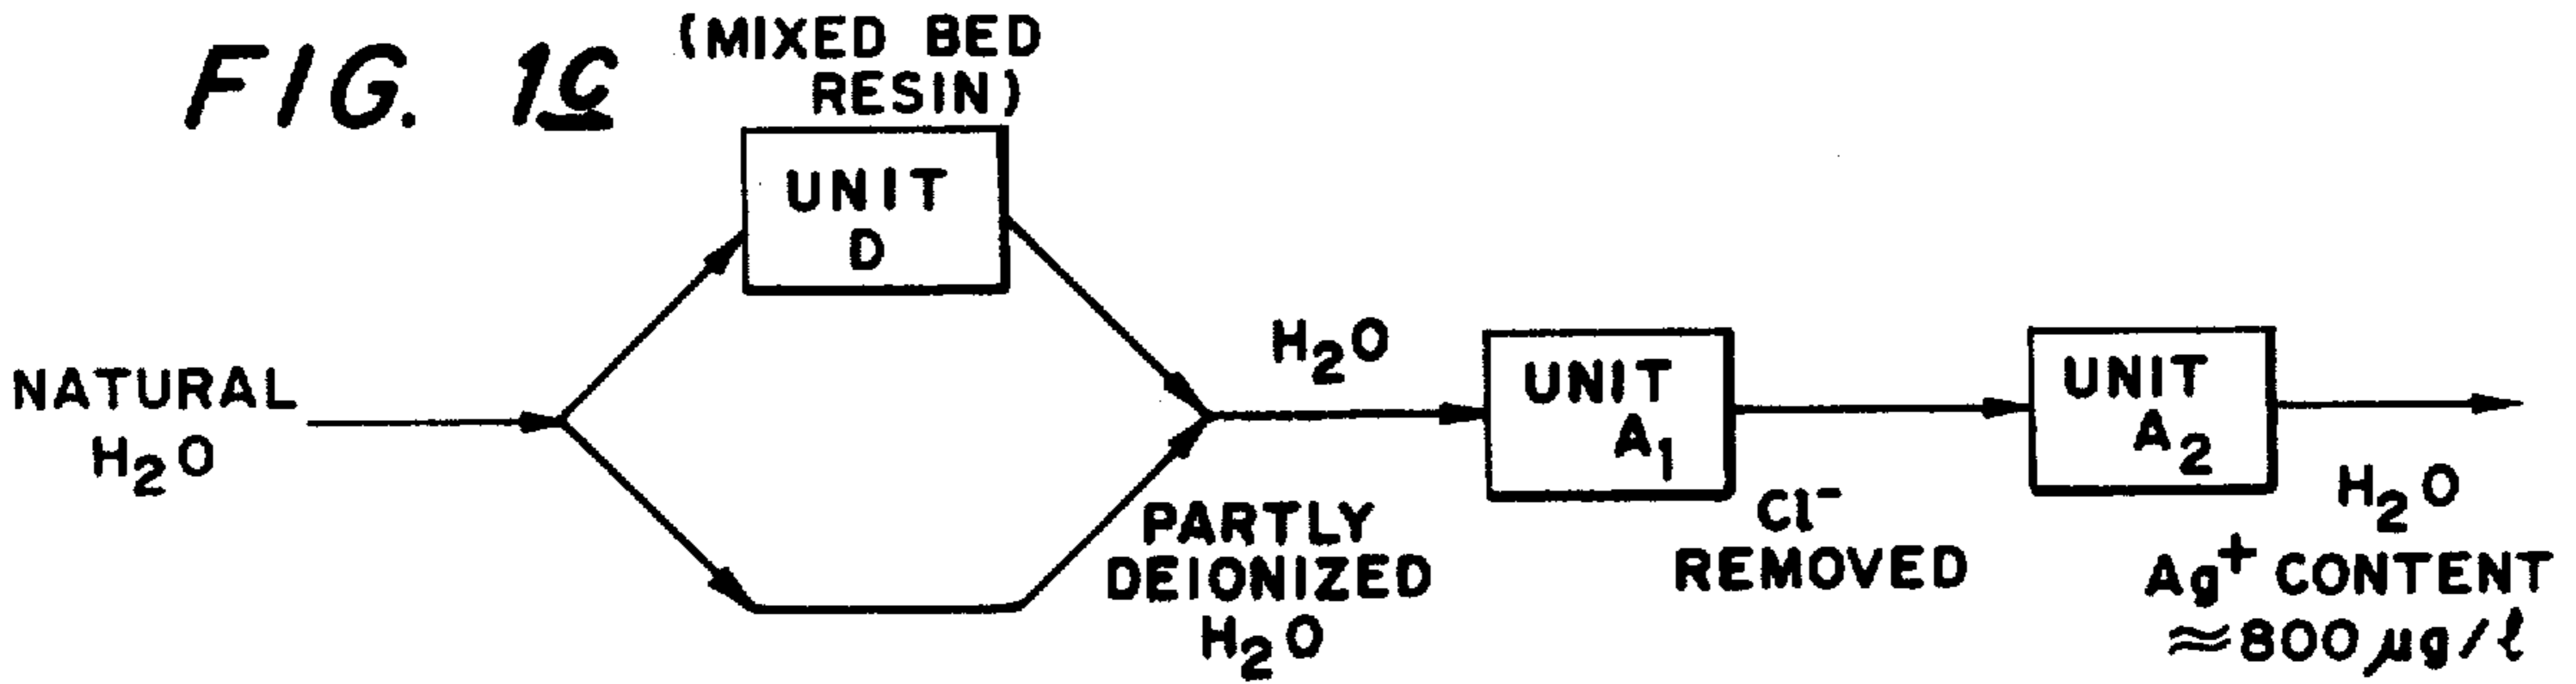 FIG. 1c
(MIXED BED
RESIN)
UNIT
D
NATURAL
H2O
H2O
UNIT
A1
UNIT
A2
PARTLY
DEIONIZED
H2O
Cl-
REMOVED
H2O
Ag+ CONTENT
≈800 µg/l